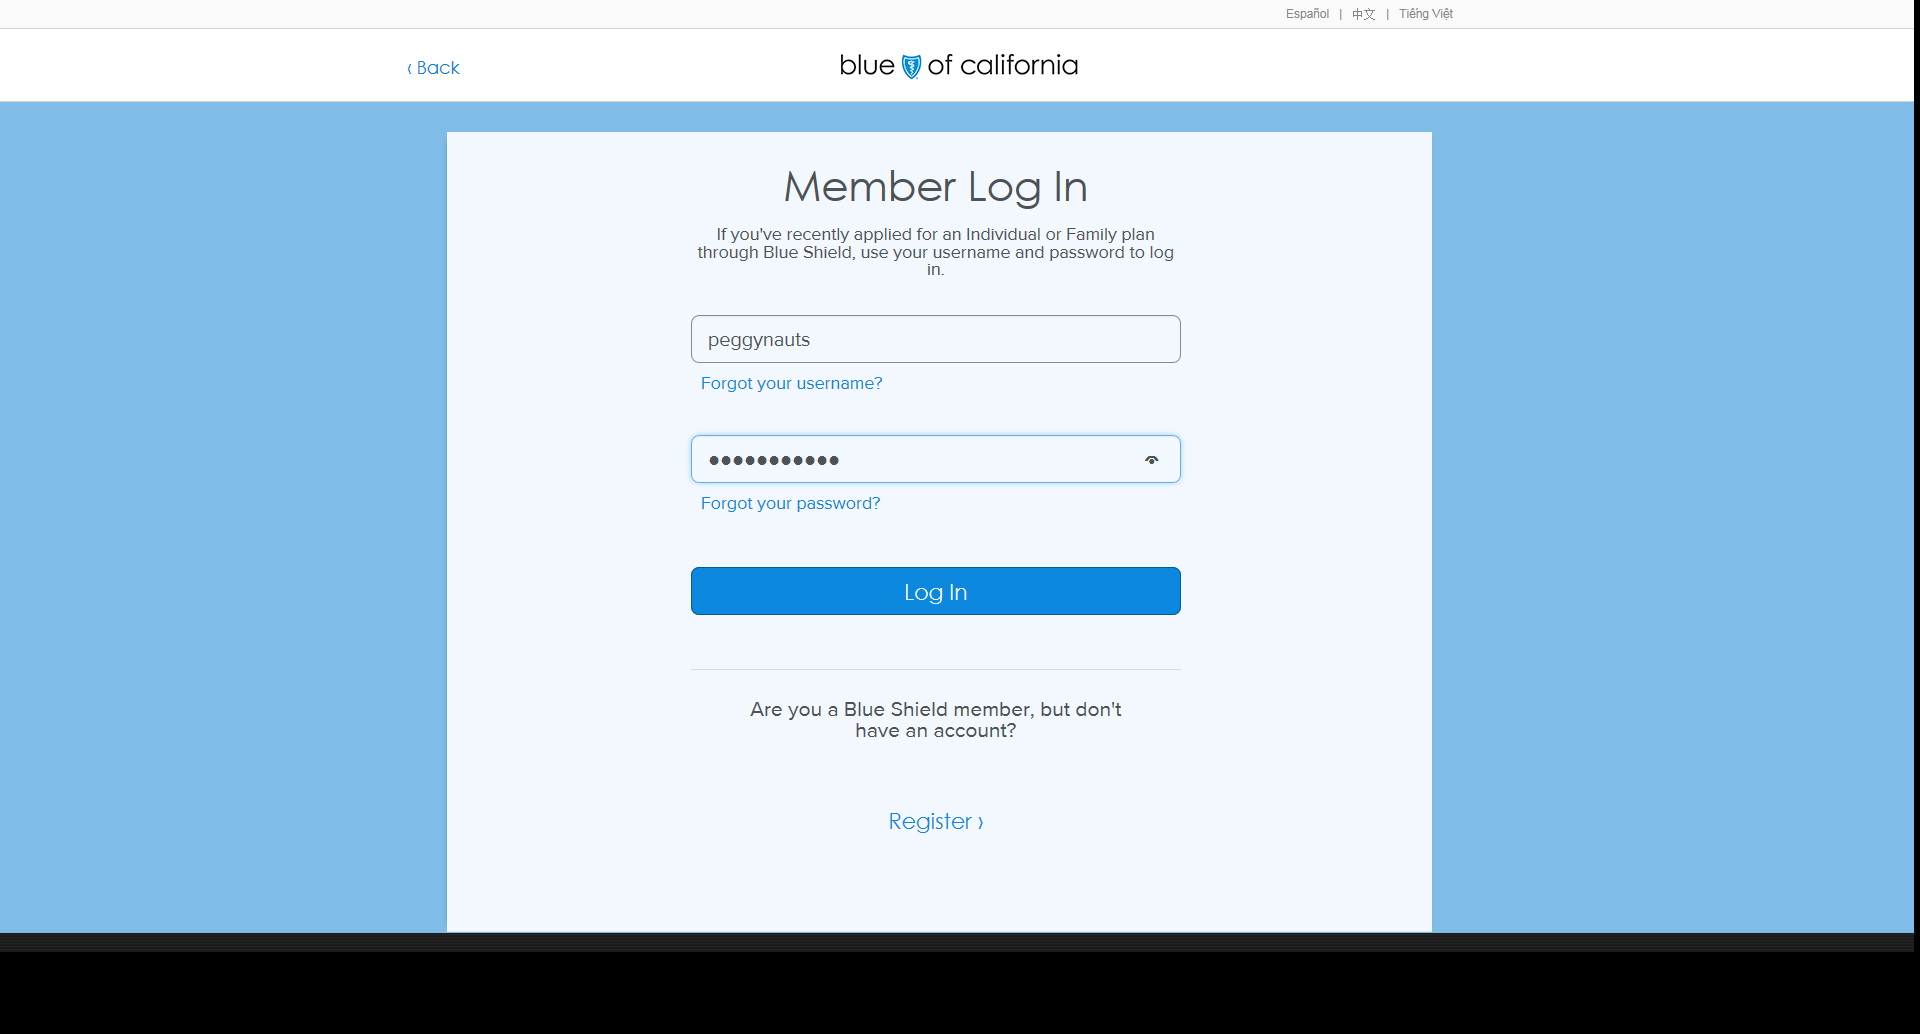 Español | 中文 | Tiếng Việt
‹ Back
blue of california
Member Log In
If you've recently applied for an Individual or Family plan
through Blue Shield, use your username and password to log
in.
peggynauts
Forgot your username?
●●●●●●●●●●●
Forgot your password?
Log In
Are you a Blue Shield member, but don't
have an account?
Register ›